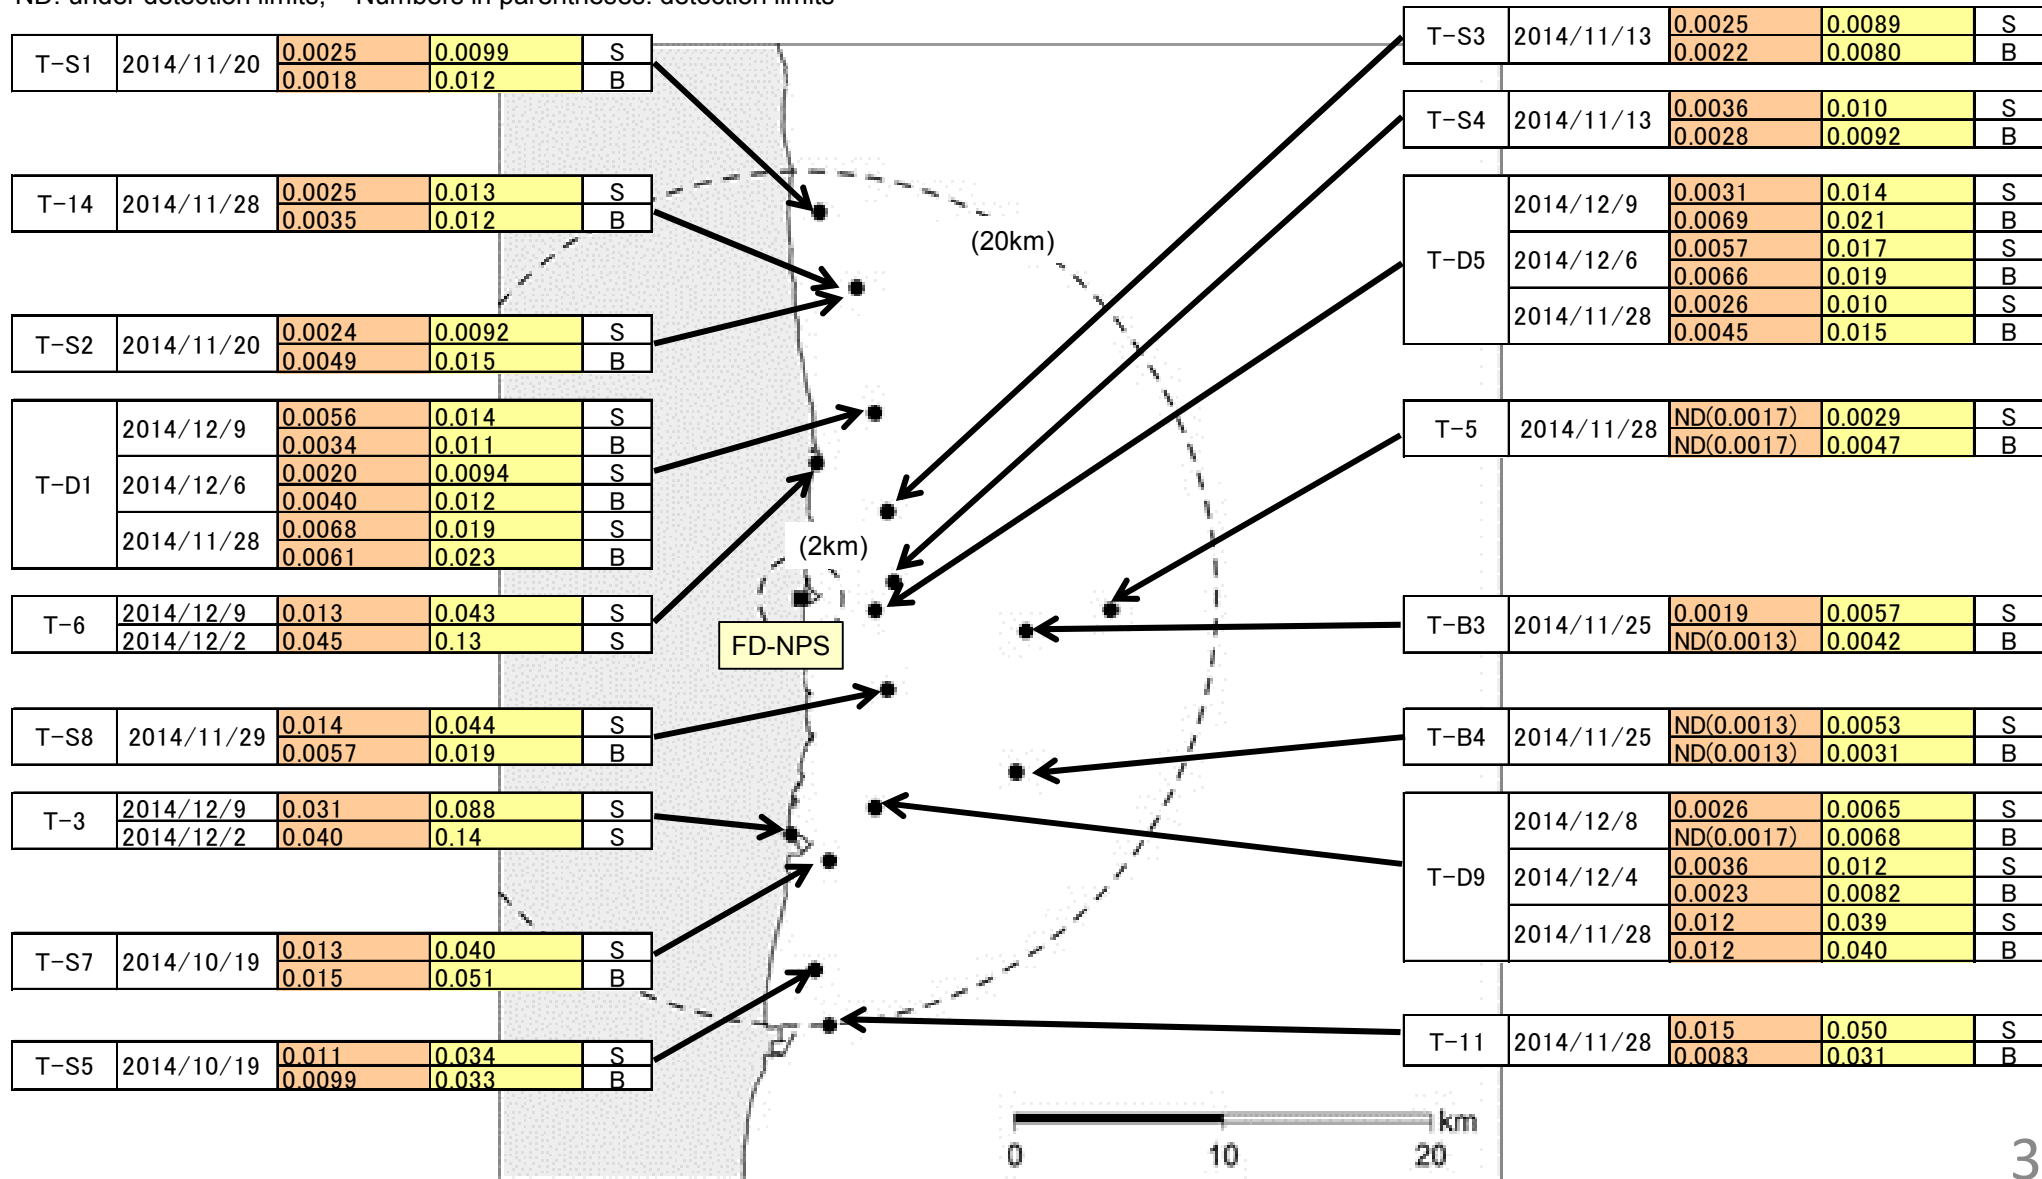 ND: under detection limits, Numbers in parentheses: detection limits
T-S1 2014/11/20 0.0025 0.0099 S
0.0018 0.012 B
T-14 2014/11/28 0.0025 0.013 S
0.0035 0.012 B
T-S2 2014/11/20 0.0024 0.0092 S
0.0049 0.015 B
T-D1 2014/12/9 0.0056 0.014 S
0.0034 0.011 B
2014/12/6 0.0020 0.0094 S
0.0040 0.012 B
2014/11/28 0.0068 0.019 S
0.0061 0.023 B
T-6 2014/12/9 0.013 0.043 S
2014/12/2 0.045 0.13 S
T-S8 2014/11/29 0.014 0.044 S
0.0057 0.019 B
T-3 2014/12/9 0.031 0.088 S
2014/12/2 0.040 0.14 S
T-S7 2014/10/19 0.013 0.040 S
0.015 0.051 B
T-S5 2014/10/19 0.011 0.034 S
0.0099 0.033 B
(20km)
(2km)
FD-NPS
T-S3 2014/11/13 0.0025 0.0089 S
0.0022 0.0080 B
T-S4 2014/11/13 0.0036 0.010 S
0.0028 0.0092 B
T-D5 2014/12/9 0.0031 0.014 S
0.0069 0.021 B
2014/12/6 0.0057 0.017 S
0.0066 0.019 B
2014/11/28 0.0026 0.010 S
0.0045 0.015 B
T-5 2014/11/28 ND(0.0017) 0.0029 S
ND(0.0017) 0.0047 B
T-B3 2014/11/25 0.0019 0.0057 S
ND(0.0013) 0.0042 B
T-B4 2014/11/25 ND(0.0013) 0.0053 S
ND(0.0013) 0.0031 B
T-D9 2014/12/8 0.0026 0.0065 S
ND(0.0017) 0.0068 B
2014/12/4 0.0036 0.012 S
0.0023 0.0082 B
2014/11/28 0.012 0.039 S
0.012 0.040 B
T-11 2014/11/28 0.015 0.050 S
0.0083 0.031 B
km
0 10 20
3